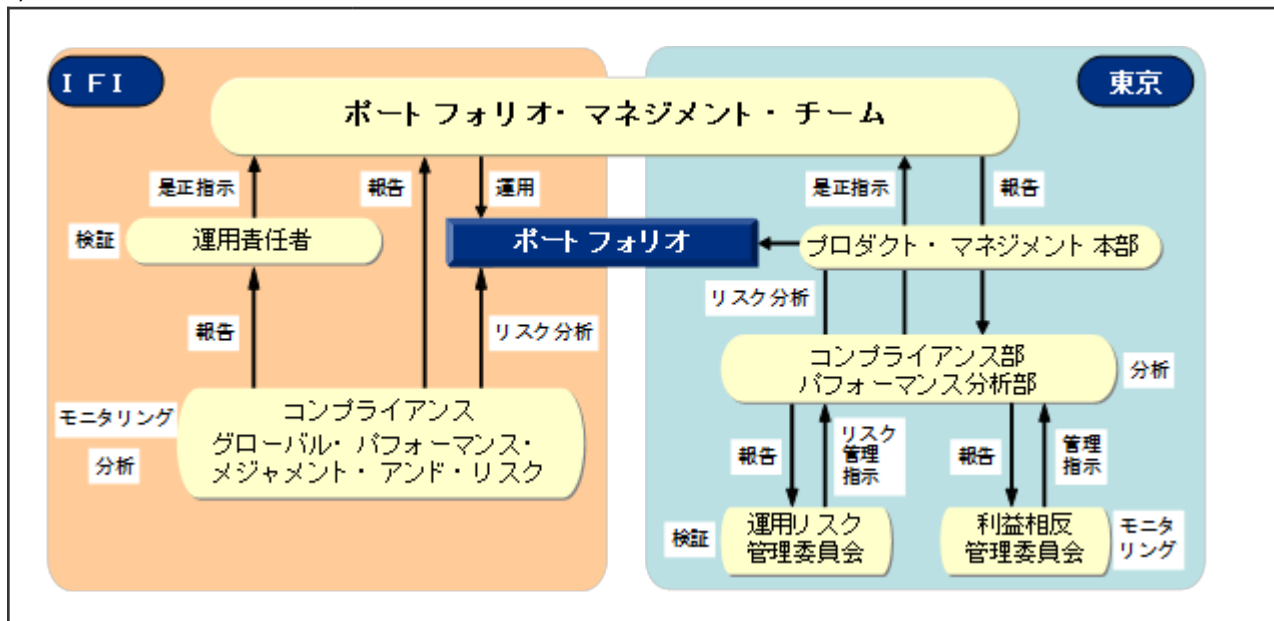 ＩＦＩ
東京
ポートフォリオ・マネジメント・チーム
是正指示
報告
運用
是正指示
報告
検証
運用責任者
ポートフォリオ
プロダクト・マネジメント本部
報告
リスク分析
リスク分析
コンプライアンス部
パフォーマンス分析部
分析
モニタリング
分析
コンプライアンス
グローバル・パフォーマンス・
メジャメント・アンド・リスク
報告
リスク
管理
指示
報告
管理
指示
検証
運用リスク
管理委員会
利益相反
管理委員会
モニタ
リング